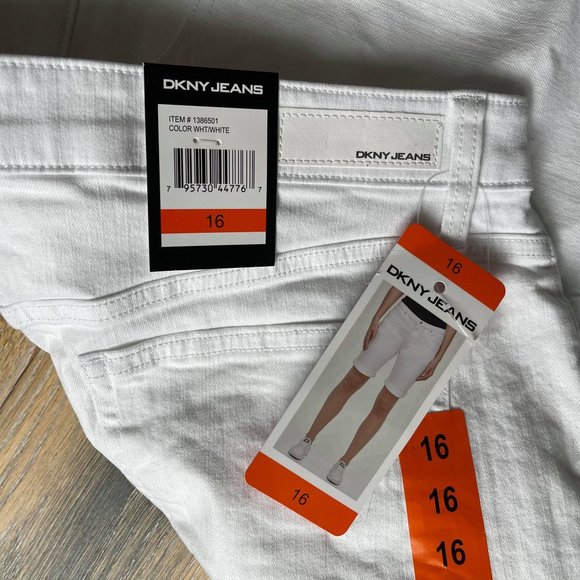 DKNY JEANS
ITEM # 1386501
COLOR WHT/WHITE
7 95730 44776 7
16
DKNY JEANS
16
DKNY JEANS
16
16
16
16